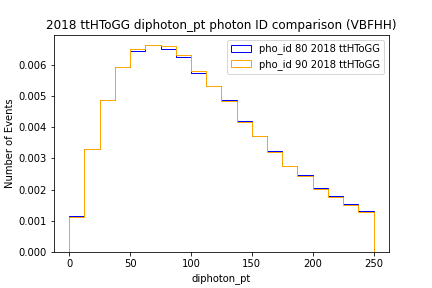 2018 ttHToGG diphoton_pt photon ID comparison (VBFHH)
pho_id 80 2018 ttHToGG
pho_id 90 2018 ttHToGG
Number of Events
0.006
0.005
0.004
0.003
0.002
0.001
0.000
0 50 100 150 200 250
diphoton_pt